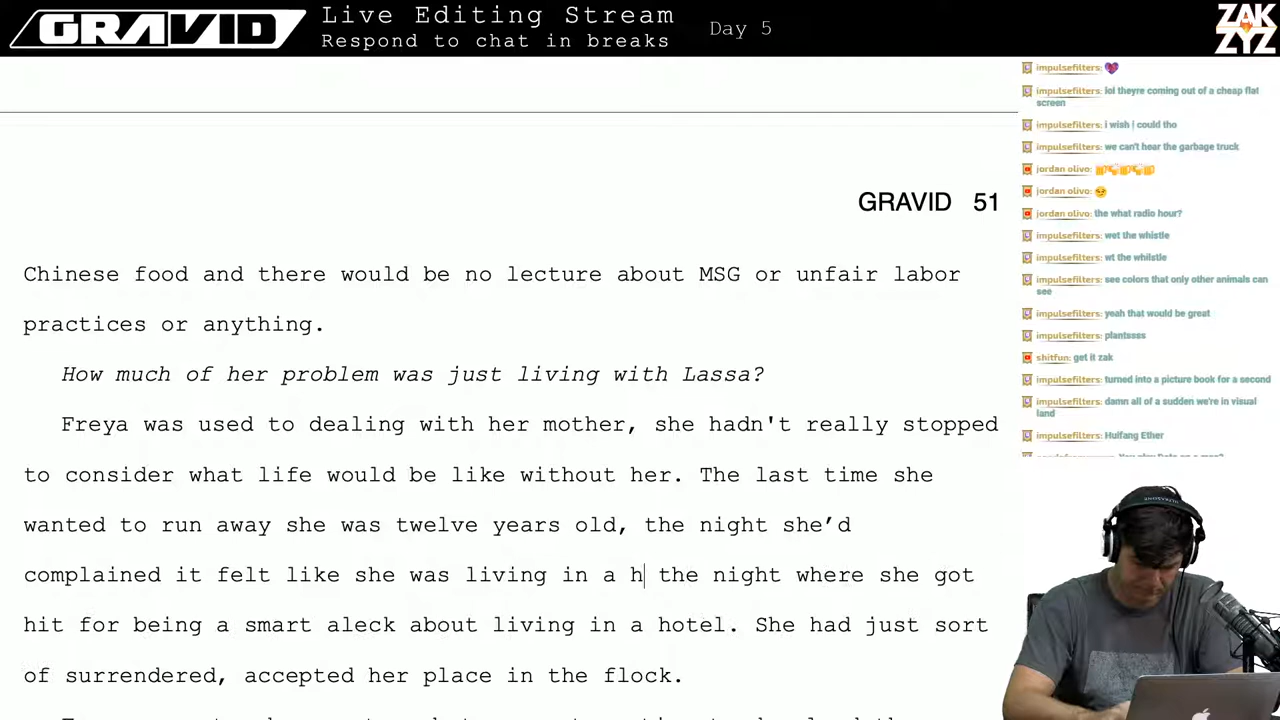 GRAVID
Live Editing Stream
Respond to chat in breaks
Day 5
ZAK
ZYZ
GRAVID 51
Chinese food and there would be no lecture about MSG or unfair labor
practices or anything.
How much of her problem was just living with Lassa?
Freya was used to dealing with her mother, she hadn't really stopped
to consider what life would be like without her. The last time she
wanted to run away she was twelve years old, the night she’d
complained it felt like she was living in a h the night where she got
hit for being a smart aleck about living in a hotel. She had just sort
of surrendered, accepted her place in the flock.
impulsefilters:
impulsefilters: lol theyre coming out of a cheap flat
screen
impulsefilters: i wish i could tho
impulsefilters: we can't hear the garbage truck
jordan olivo:
jordan olivo:
jordan olivo: the what radio hour?
impulsefilters: wet the whistle
impulsefilters: wt the whilstle
impulsefilters: see colors that only other animals can
see
impulsefilters: yeah that would be great
impulsefilters: plantssss
shitfun: get it zak
impulsefilters: turned into a picture book for a second
impulsefilters: damn all of a sudden we're in visual
land
impulsefilters: Huifang Ether
ULTRASONE